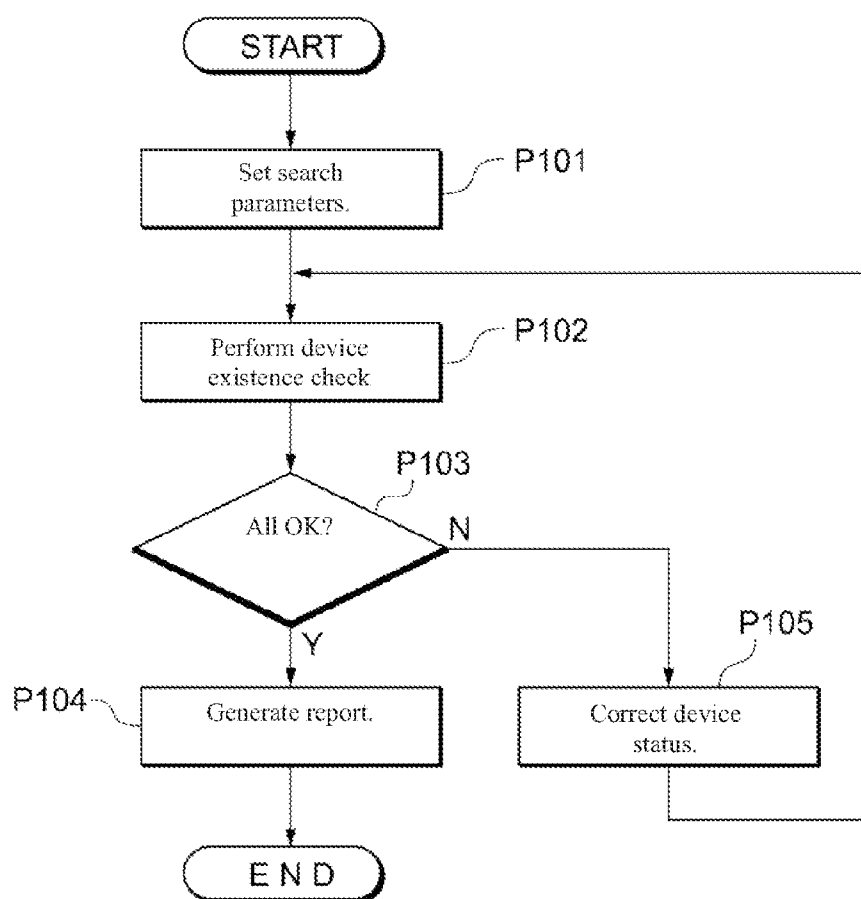 START
Set search
parameters.
P101
Perform device
existence check
P102
All OK?
P103
N
Y
Generate report.
P104
Correct device
status.
P105
E N D